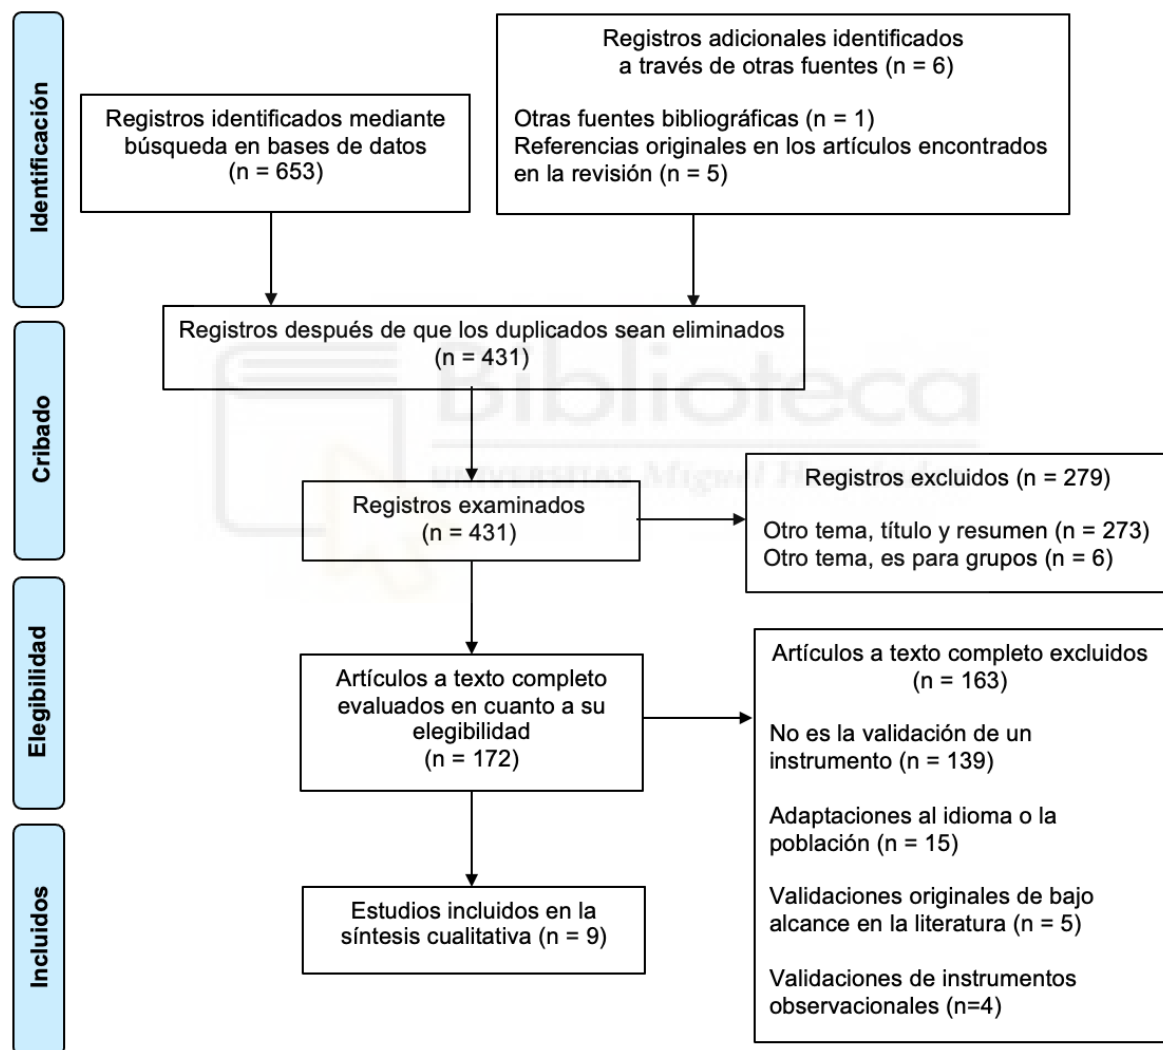 Identificación
Registros identificados mediante
búsqueda en bases de datos
(n = 653)
Registros adicionales identificados
a través de otras fuentes (n = 6)
Otras fuentes bibliográficas (n = 1)
Referencias originales en los artículos encontrados
en la revisión (n = 5)
Registros después de que los duplicados sean eliminados
(n = 431)
Biblioteca
UNIVERSITAS Miguel Hernández
Cribado
Registros examinados
(n = 431)
Registros excluidos (n = 279)
Otro tema, título y resumen (n = 273)
Otro tema, es para grupos (n = 6)
Elegibilidad
Artículos a texto completo
evaluados en cuanto a su
elegibilidad
(n = 172)
Artículos a texto completo excluidos
(n = 163)
No es la validación de un
instrumento (n = 139)
Adaptaciones al idioma o la
población (n = 15)
Validaciones originales de bajo
alcance en la literatura (n = 5)
Validaciones de instrumentos
observacionales (n=4)
Incluidos
Estudios incluidos en la
síntesis cualitativa (n = 9)